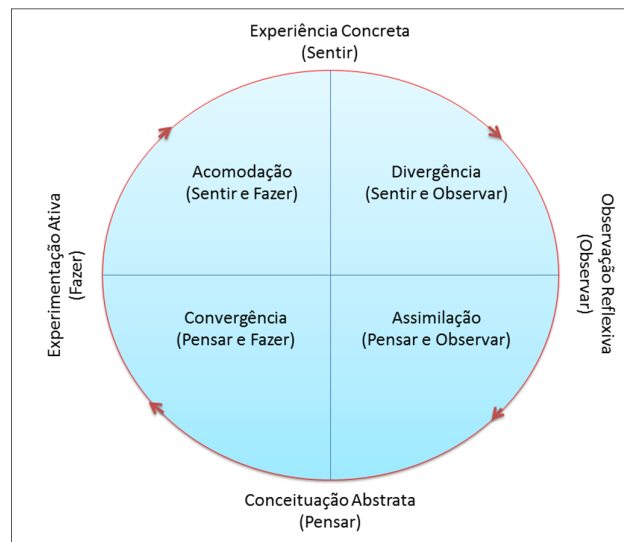 Experiência Concreta
(Sentir)
Acomodação
(Sentir e Fazer)
Divergência
(Sentir e Observar)
Experimentação Ativa
(Fazer)
Observação Reflexiva
(Observar)
Convergência
(Pensar e Fazer)
Assimilação
(Pensar e Observar)
Conceituação Abstrata
(Pensar)